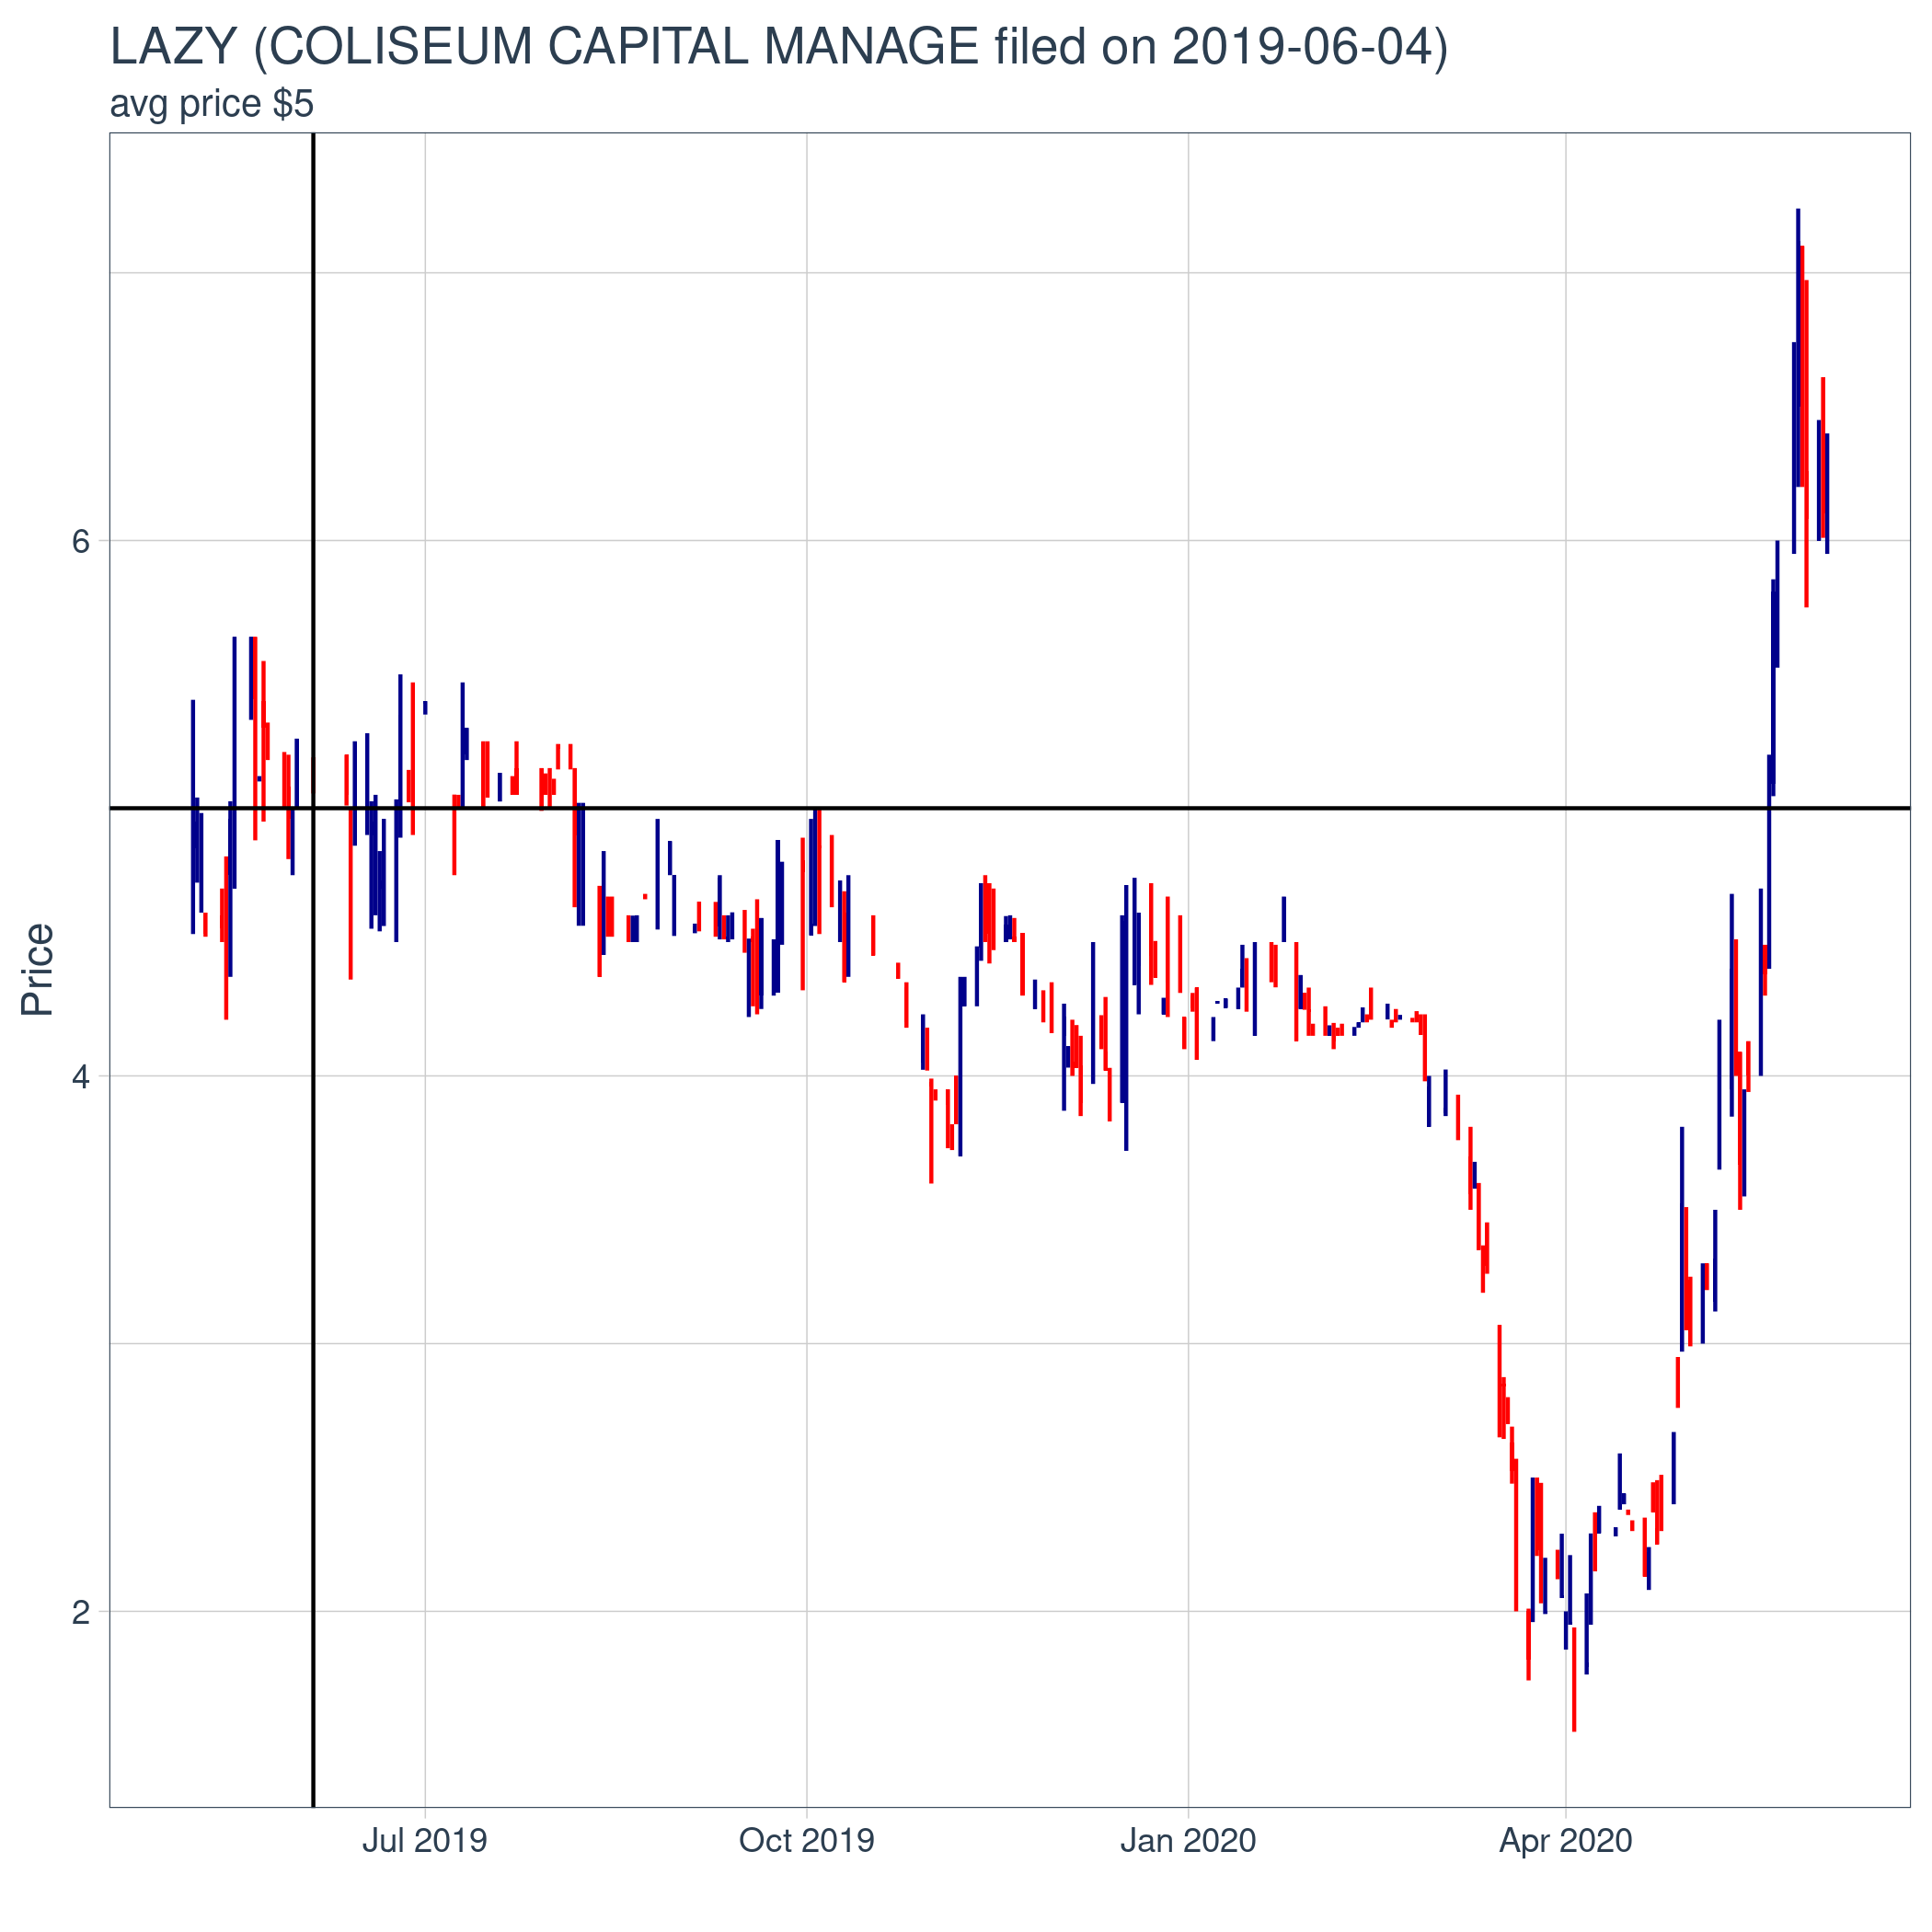 LAZY (COLISEUM CAPITAL MANAGE filed on 2019-06-04)
avg price $5
Price
6
4
2
Jul 2019
Oct 2019
Jan 2020
Apr 2020